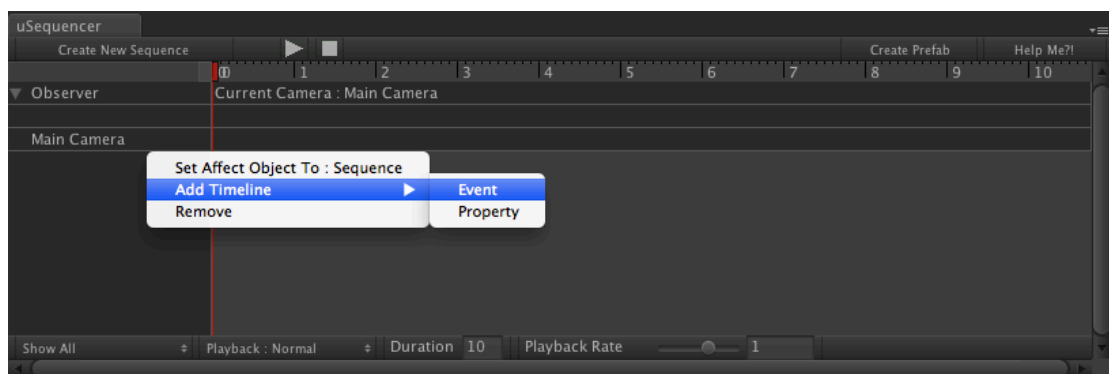 uSequencer
Create New Sequence Create Prefab Help Me?!
0 1 2 3 4 5 6 7 8 9 10
Observer Current Camera : Main Camera
Main Camera
Set Affect Object To : Sequence
Add Timeline Event
Remove Property
Show All Playback : Normal Duration 10 Playback Rate 1